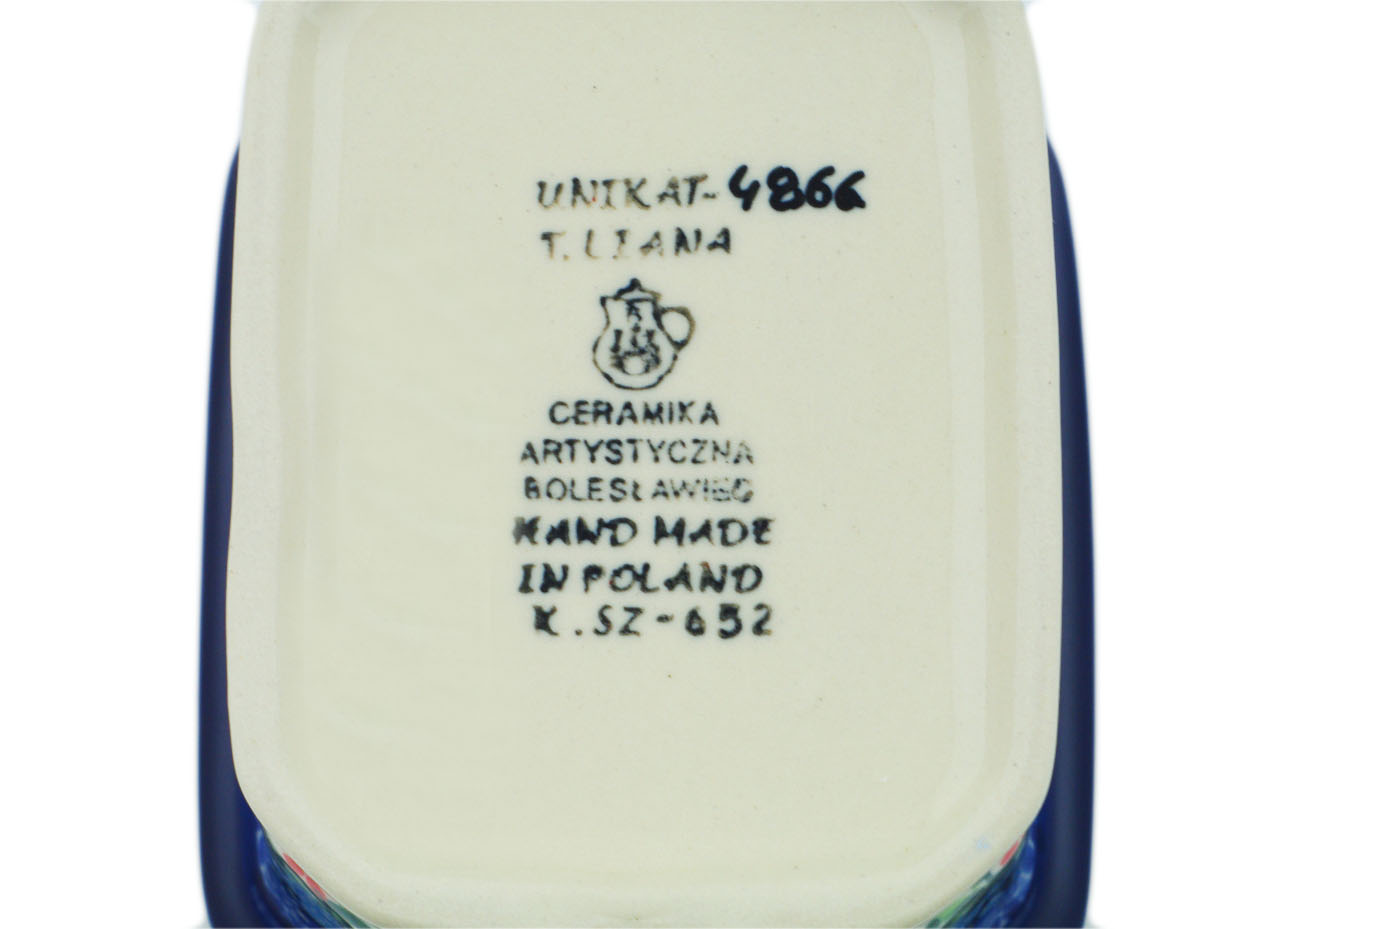 UNIKAT-4866
T. LIANA
CERAMIKA
ARTYSTYCZNA
BOLESŁAWIEC
HAND MADE
IN POLAND
K.SZ-652